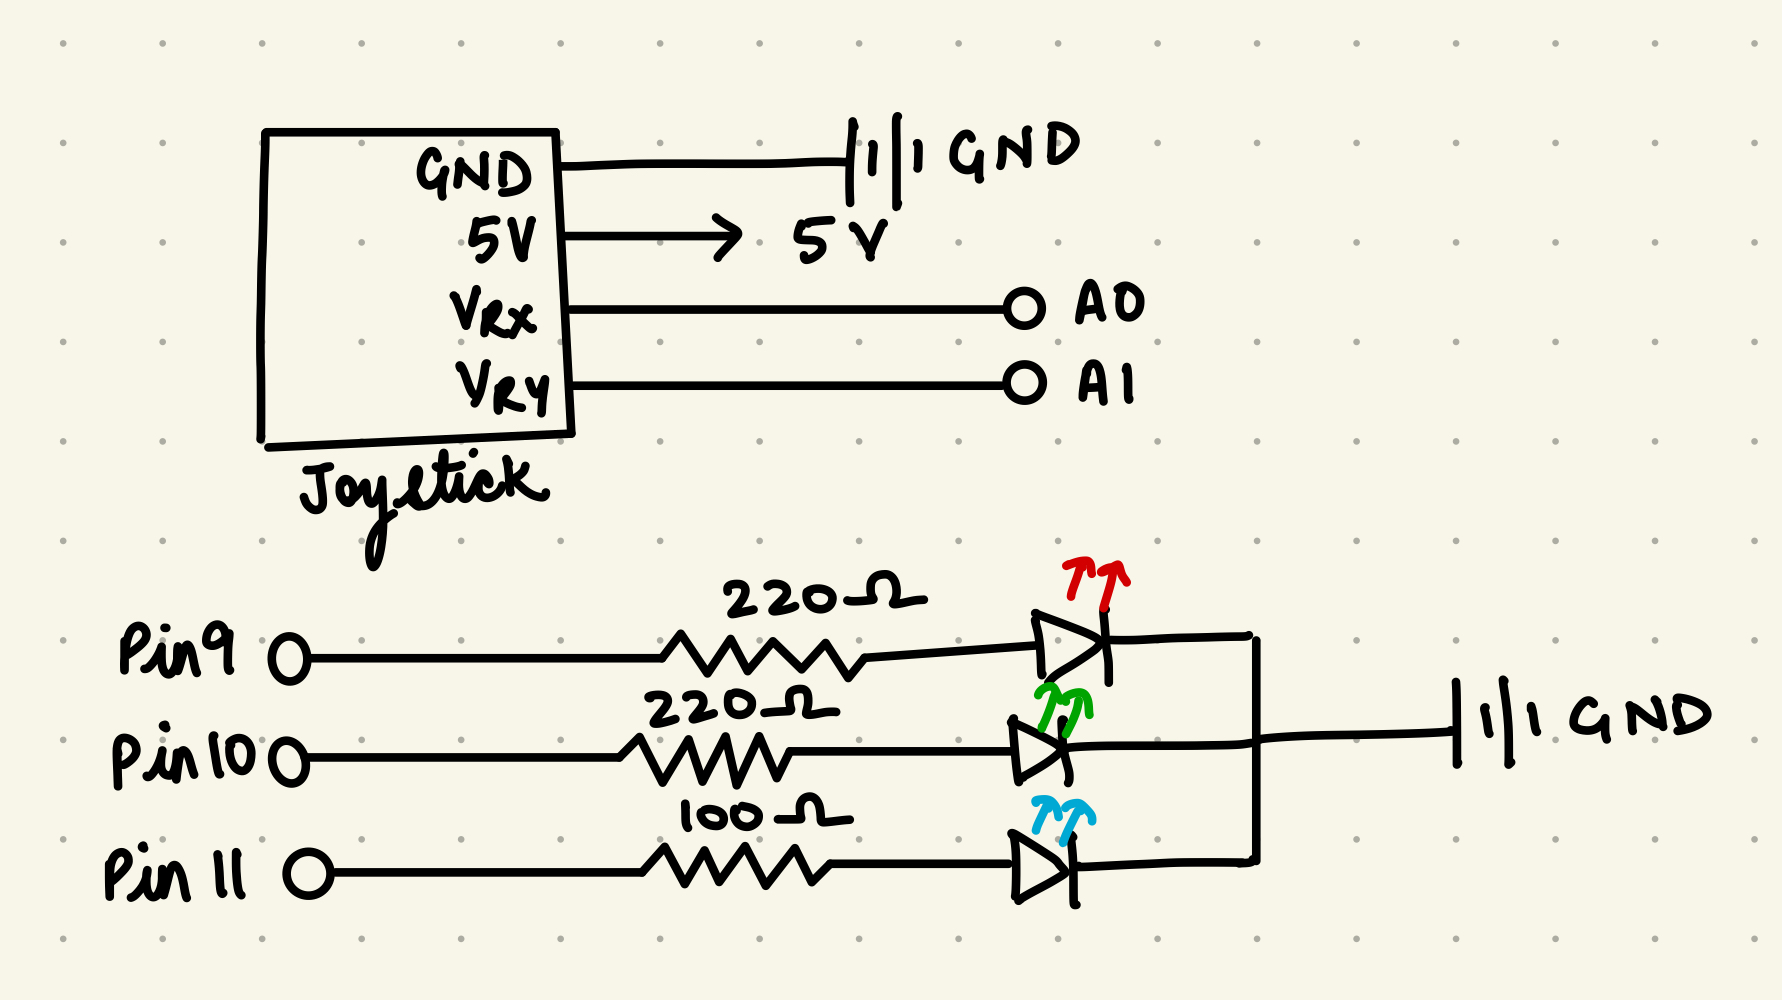 GND
GND
5V
5V
VRX
A0
VRY
A1
Joystick
220Ω
Pin9
220Ω
GND
Pin10
100Ω
Pin 11